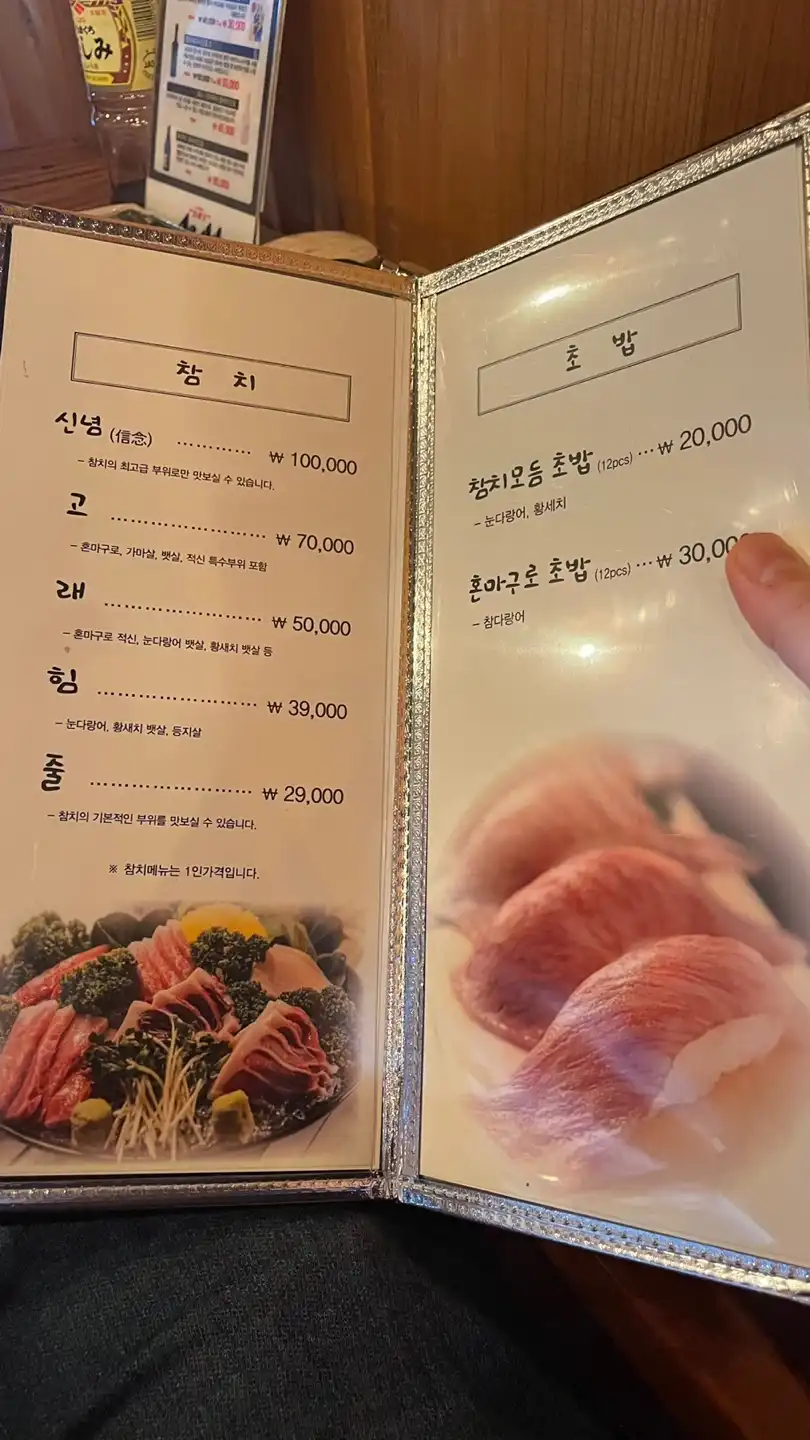 참 치
신념 (信念) ………… ₩ 100,000
- 참치의 최고급 부위로만 맛보실 수 있습니다.
고 …………………… ₩ 70,000
- 혼마구로, 가마살, 뱃살, 적신 특수부위 포함
래 …………………… ₩ 50,000
- 혼마구로 적신, 눈다랑어 뱃살, 황새치 뱃살 등
힘 …………………… ₩ 39,000
- 눈다랑어, 황새치 뱃살, 등지살
줄 …………………… ₩ 29,000
- 참치의 기본적인 부위를 맛보실 수 있습니다.
※ 참치메뉴는 1인가격입니다.
초 밥
참치모듬 초밥 (12pcs) … ₩ 20,000
- 눈다랑어, 황세치
혼마구로 초밥 (12pcs) … ₩ 30,00
- 참다랑어